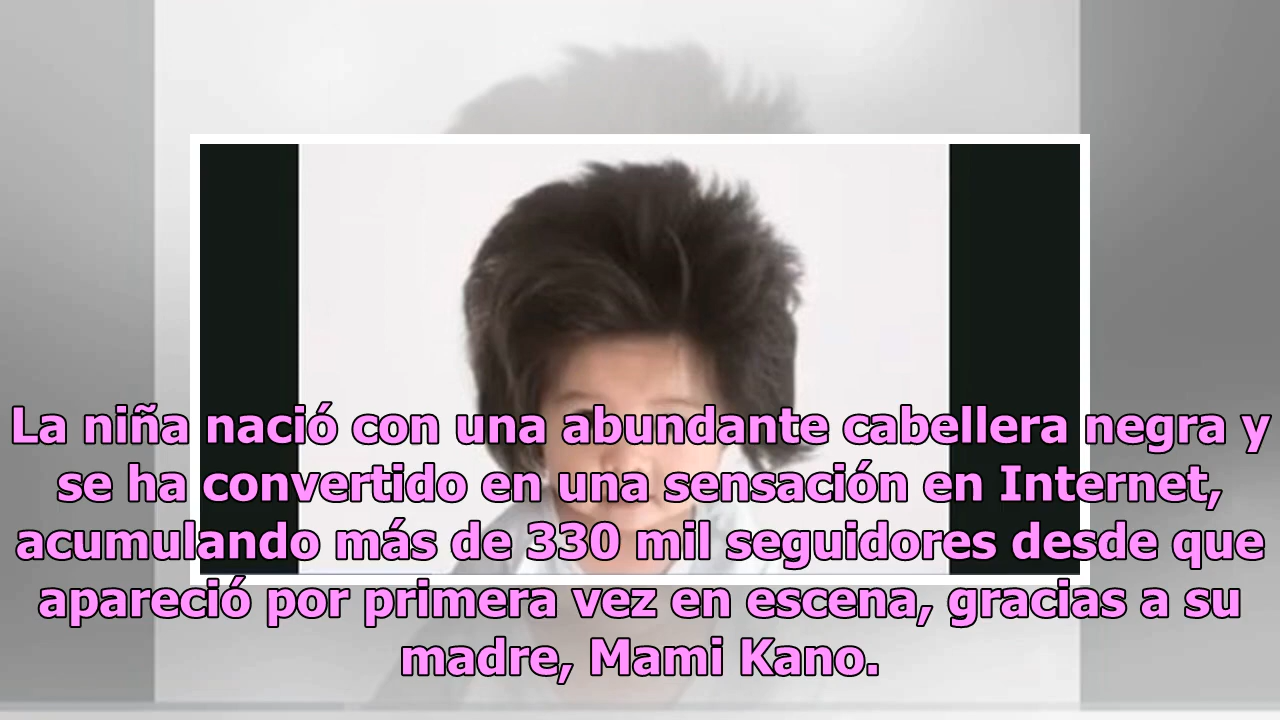 La niña nació con una abundante cabellera negra y
se ha convertido en una sensación en Internet,
acumulando más de 330 mil seguidores desde que
apareció por primera vez en escena, gracias a su
madre, Mami Kano.